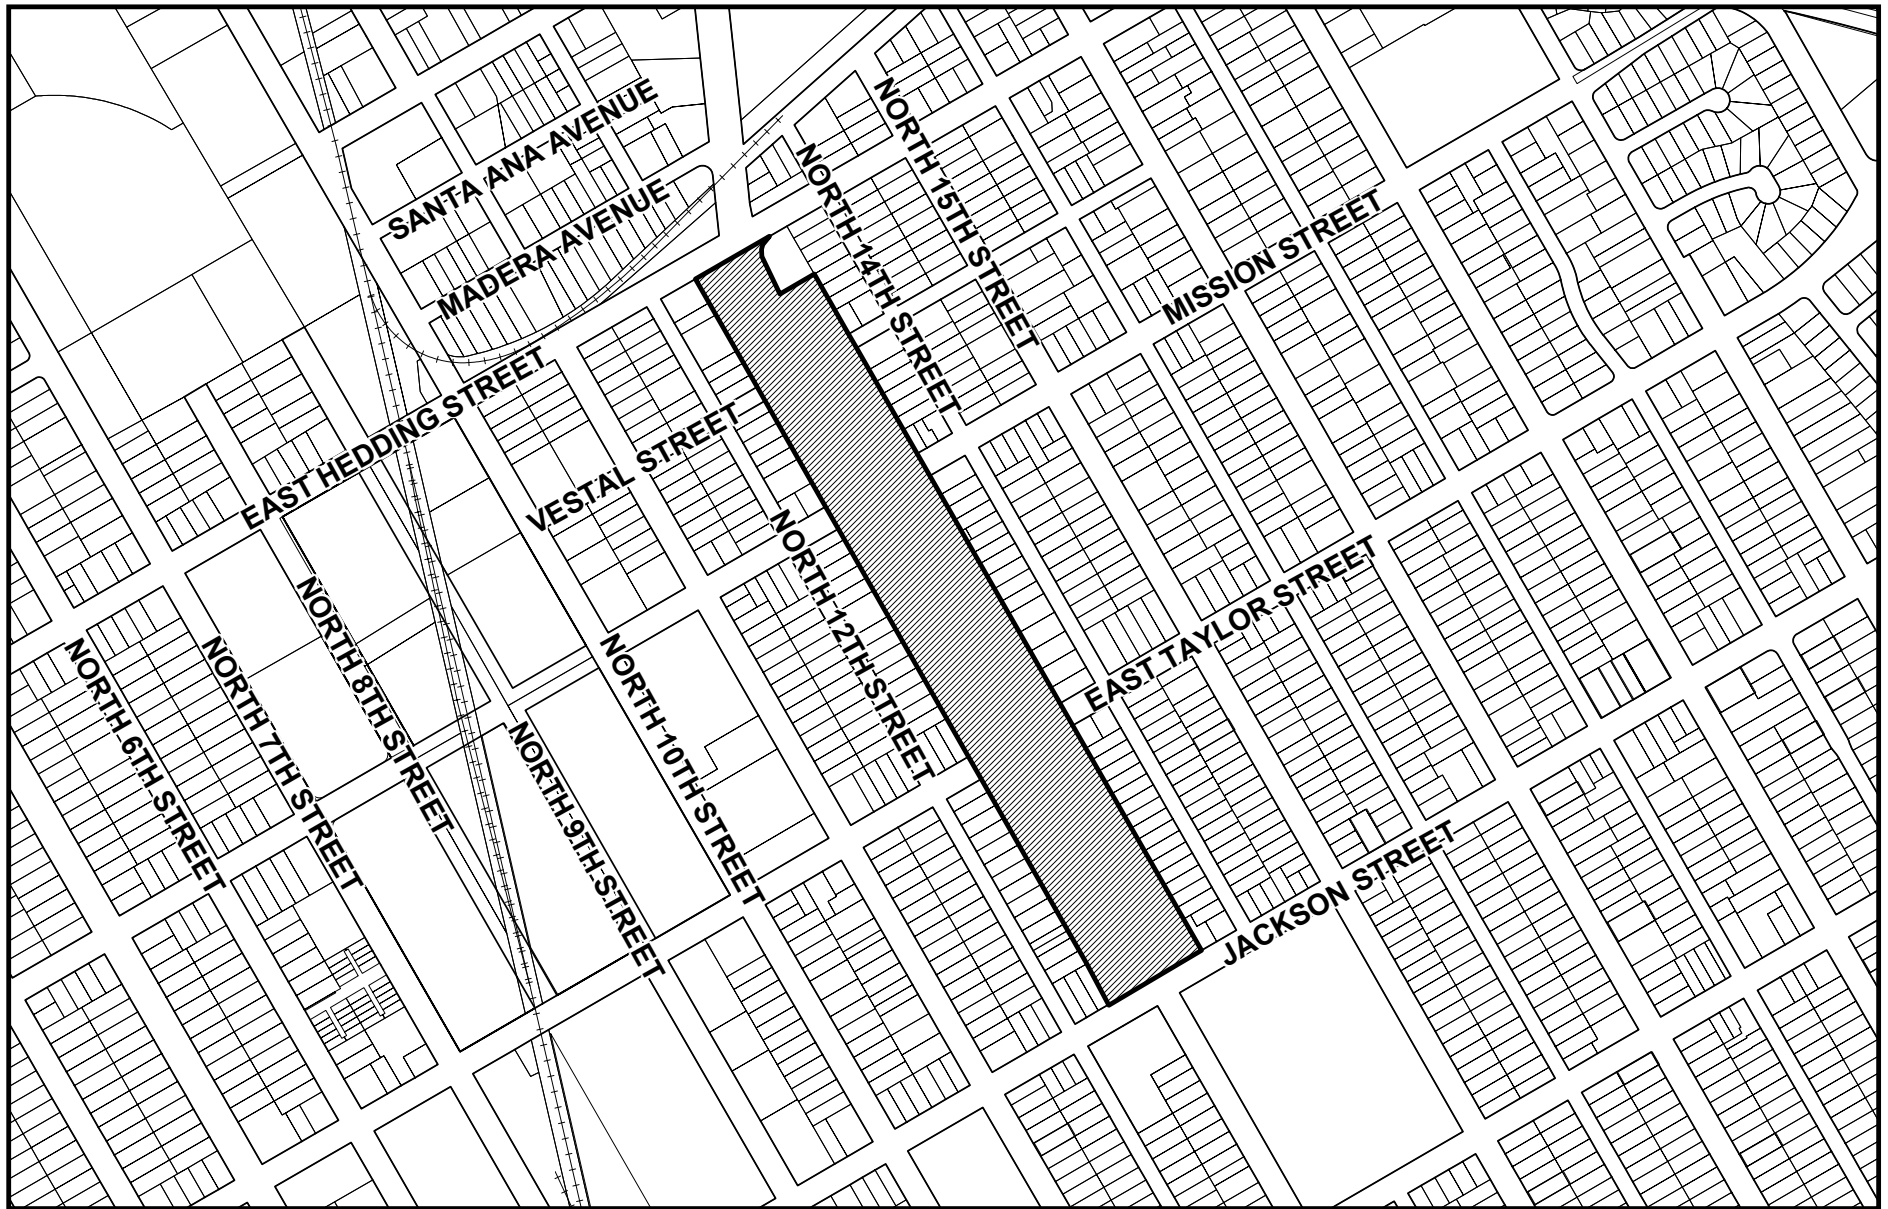 SANTA ANA AVENUE
MADERA AVENUE
NORTH 15TH STREET
NORTH 14TH STREET
MISSION STREET
EAST HEDDING STREET
VESTAL STREET
NORTH 12TH STREET
EAST TAYLOR STREET
NORTH 8TH STREET
NORTH 6TH STREET
NORTH 7TH STREET
NORTH 10TH STREET
NORTH 9TH STREET
JACKSON STREET